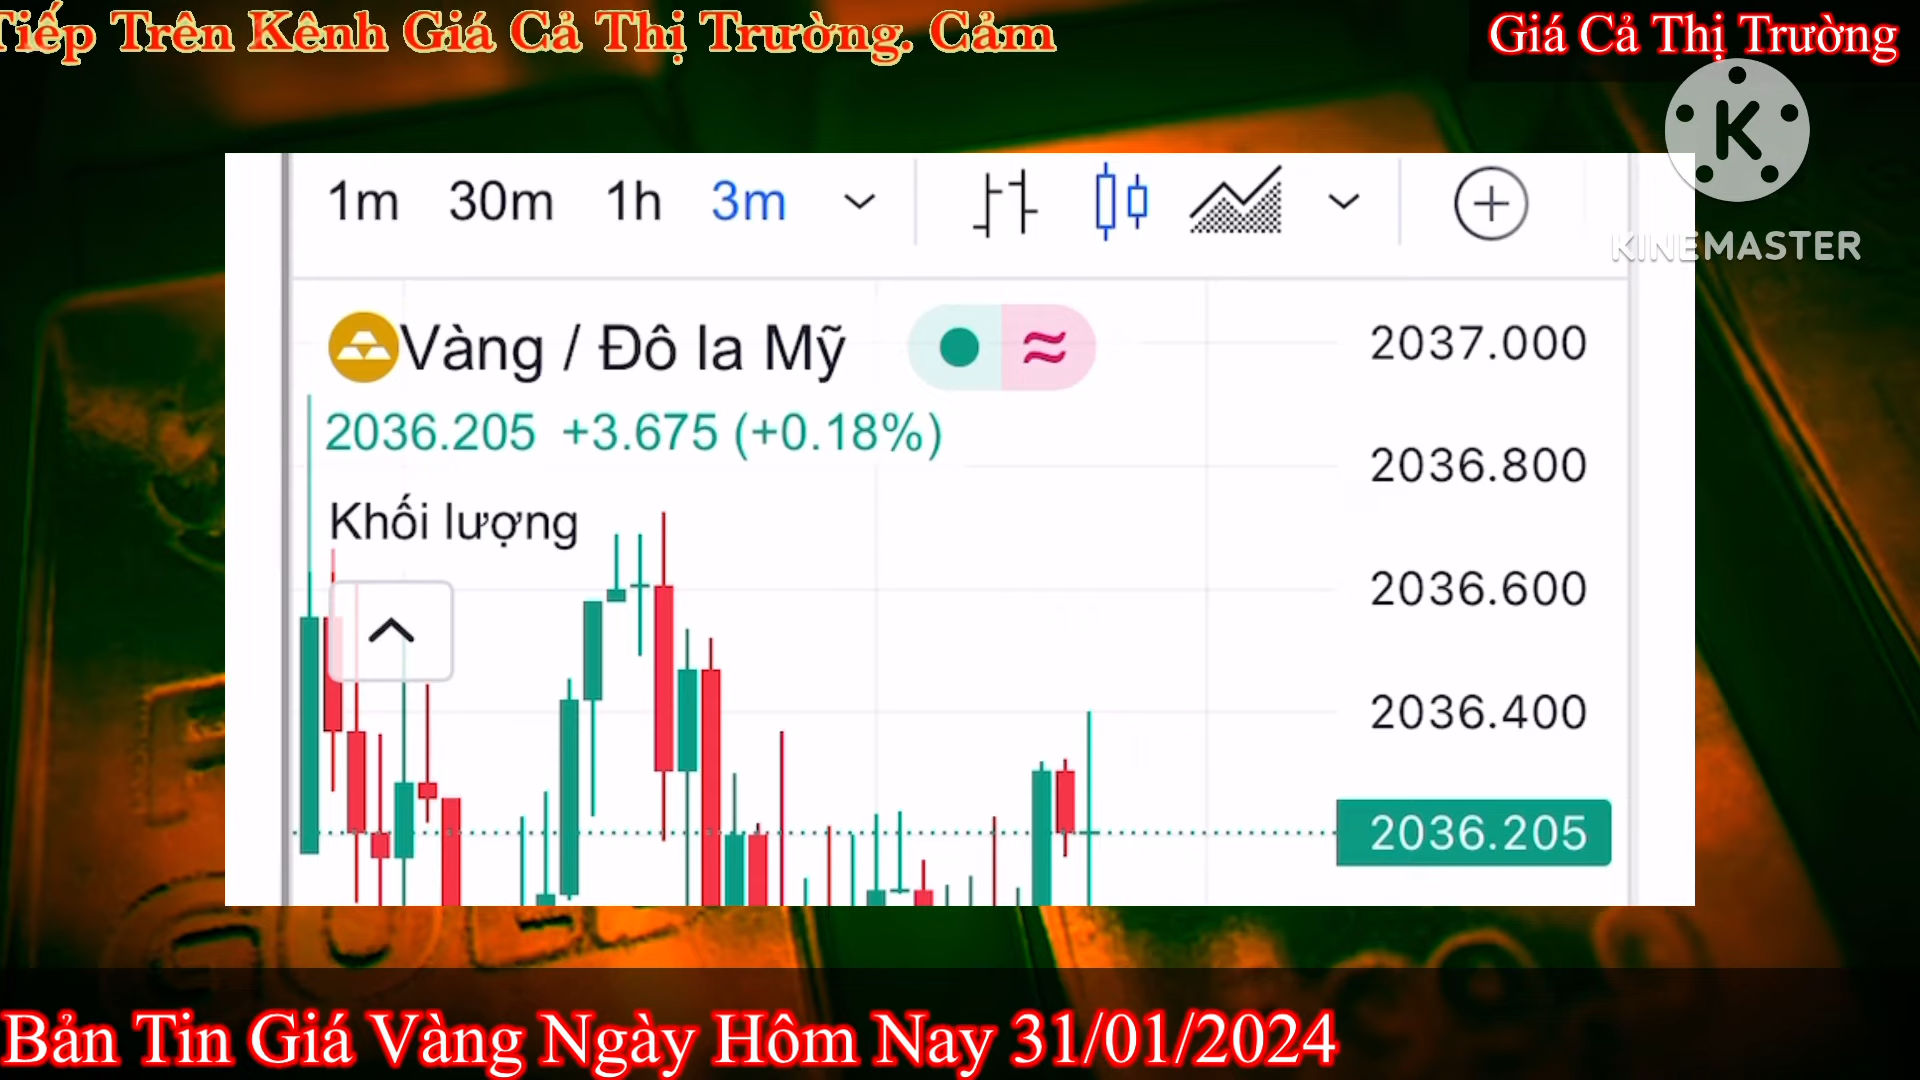 Tiếp Trên Kênh Giá Cả Thị Trường. Cảm
Giá Cả Thị Trường
K
KINEMASTER
1m 30m 1h 3m
Vàng / Đô la Mỹ
2036.205 +3.675 (+0.18%)
Khối lượng
2037.000
2036.800
2036.600
2036.400
2036.205
Bản Tin Giá Vàng Ngày Hôm Nay 31/01/2024